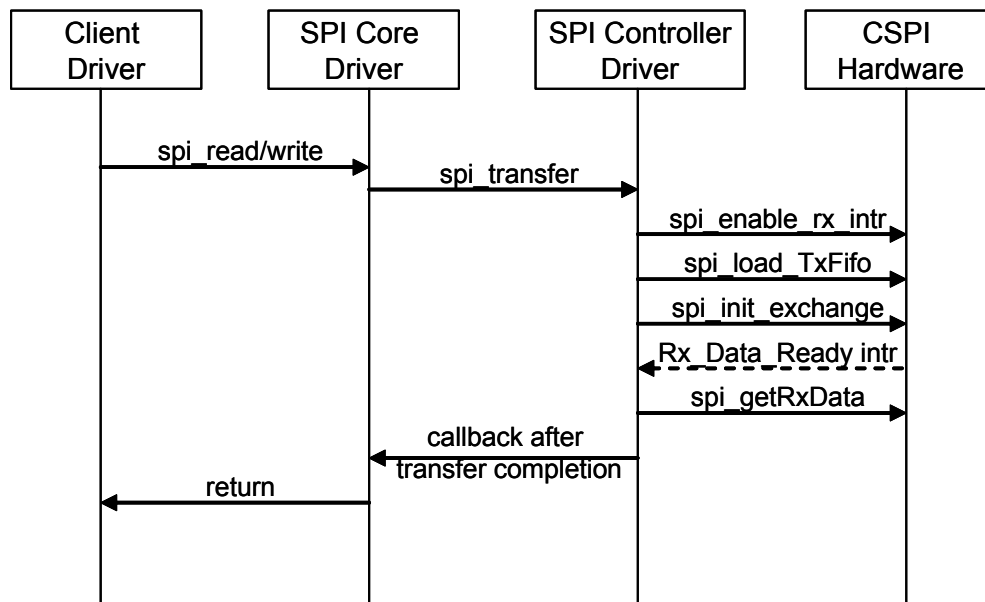 Client
Driver
SPI Core
Driver
SPI Controller
Driver
CSPI
Hardware
spi_read/write
spi_transfer
spi_enable_rx_intr
spi_load_TxFifo
spi_init_exchange
Rx_Data_Ready intr
spi_getRxData
callback after
transfer completion
return